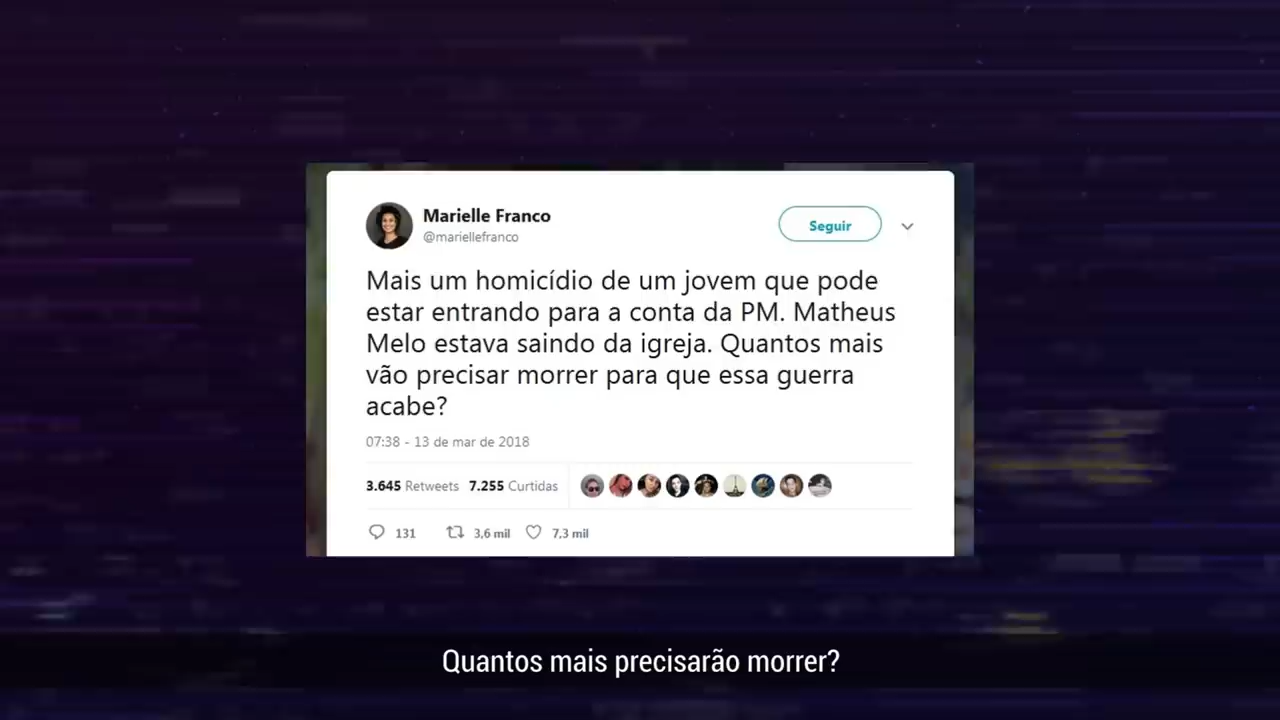 Marielle Franco
@mariellefranco
Seguir
Mais um homicídio de um jovem que pode
estar entrando para a conta da PM. Matheus
Melo estava saindo da igreja. Quantos mais
vão precisar morrer para que essa guerra
acabe?
07:38 - 13 de mar de 2018
3.645 Retweets 7.255 Curtidas
131 3,6 mil 7,3 mil
Quantos mais precisarão morrer?